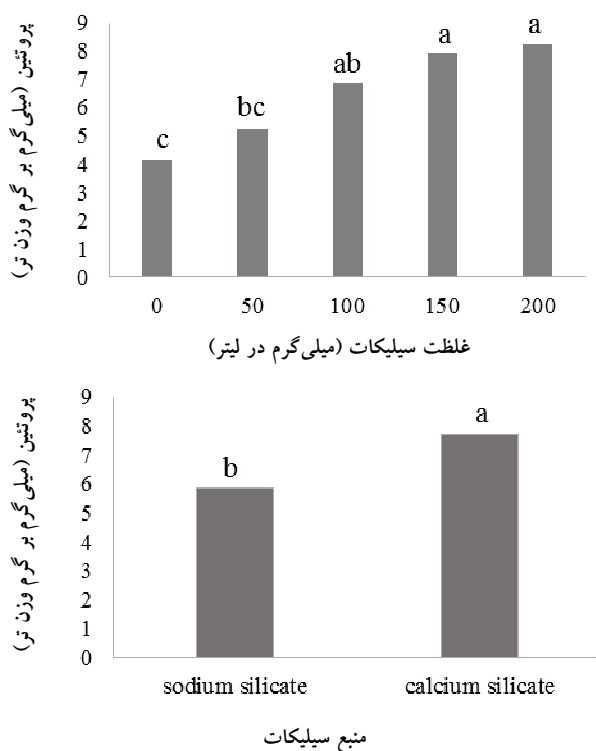 پروتئین (میلی‌گرم بر گرم وزن تر)
9
8
7
6
5
4
3
2
1
0
c
bc
ab
a
a
0 50 100 150 200
غلظت سیلیکات (میلی‌گرم در لیتر)
پروتئین (میلی‌گرم بر گرم وزن تر)
9
8
7
6
5
4
3
2
1
0
b
a
sodium silicate calcium silicate
منبع سیلیکات